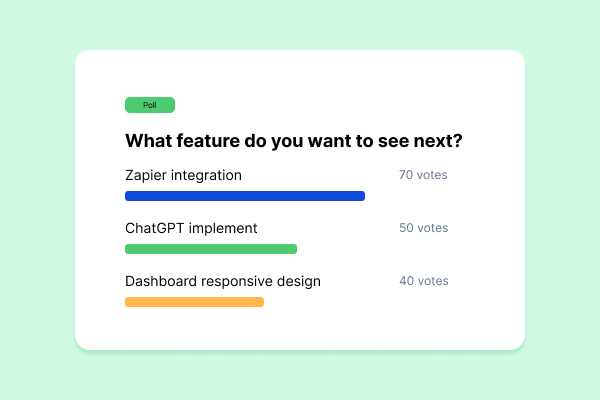 Poll
What feature do you want to see next?
Zapier integration 70 votes
ChatGPT implement 50 votes
Dashboard responsive design 40 votes